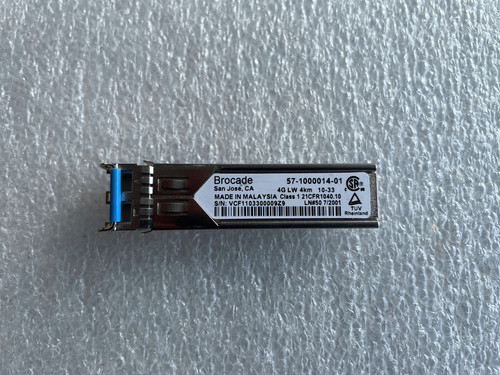 Brocade 57-1000014-01
San Jose, CA 4G LW 4km 10-33
MADE IN MALAYSIA Class 1 21CFR1040.10
S/N: VCF1103300009Z9 LN#50 7/2001
TUV
Rheinland